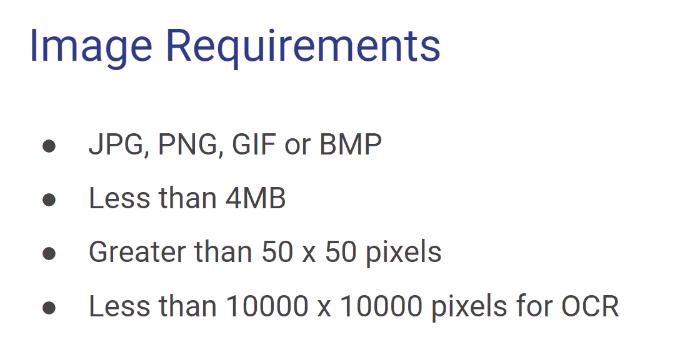 Image Requirements
● JPG, PNG, GIF or BMP
● Less than 4MB
● Greater than 50 x 50 pixels
● Less than 10000 x 10000 pixels for OCR